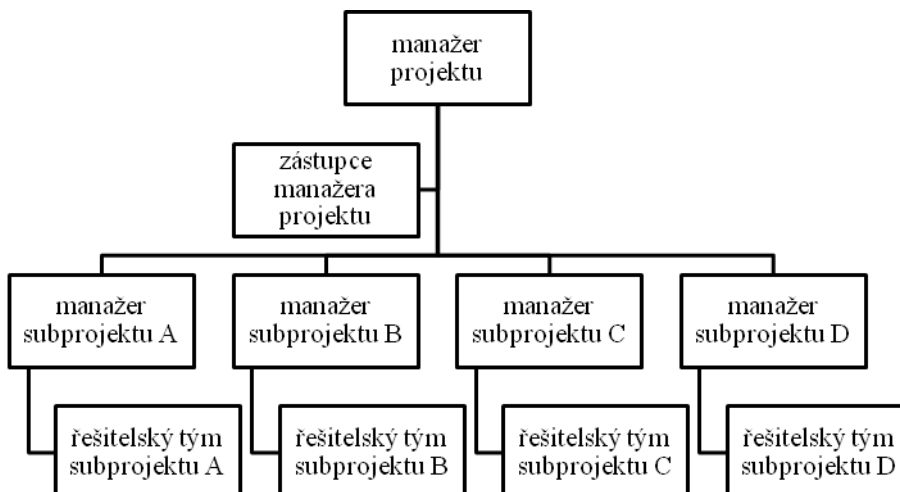 manažer
projektu
zástupce
manažera
projektu
manažer
subprojektu A
manažer
subprojektu B
manažer
subprojektu C
manažer
subprojektu D
řešitelský tým
subprojektu A
řešitelský tým
subprojektu B
řešitelský tým
subprojektu C
řešitelský tým
subprojektu D